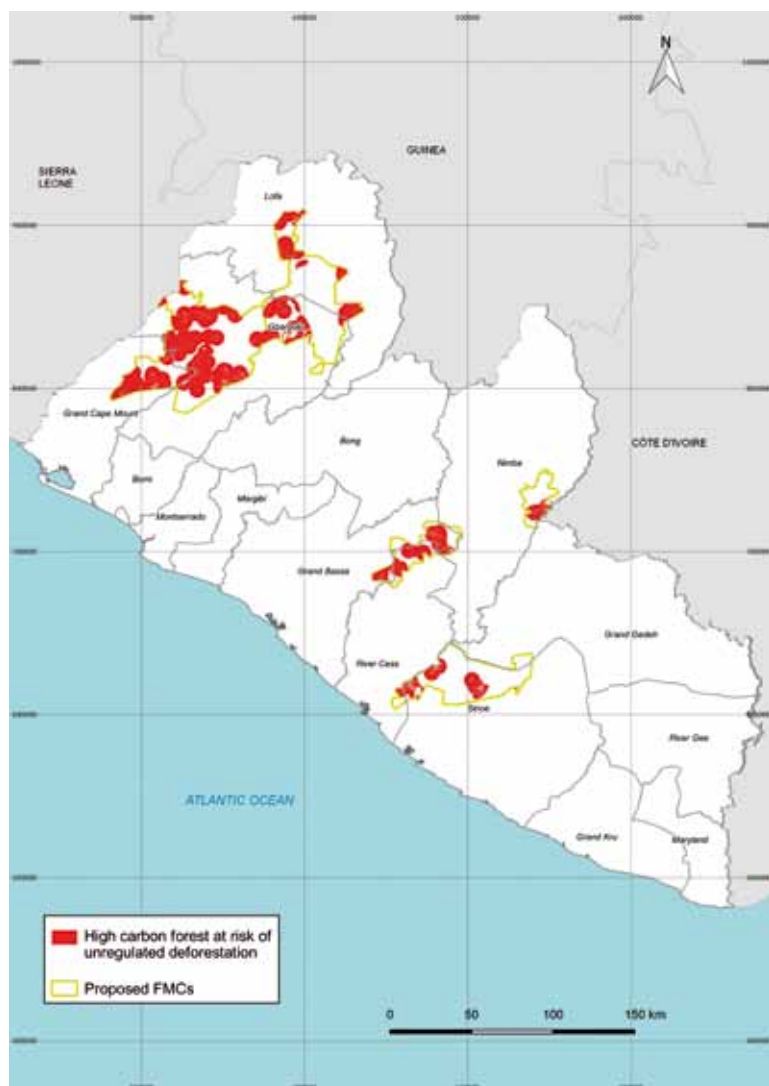 N
GUINEA
SIERRA
LEONE
Lofa
Gbarpolu
Grand Cape Mount
Bong
Nimba
CÔTE D'IVOIRE
Bomi
Margibi
Montserrado
Grand Bassa
Grand Gedeh
River Cess
Sinoe
River Gee
ATLANTIC OCEAN
Grand Kru
Maryland
High carbon forest at risk of
unregulated deforestation
Proposed FMCs
0 50 100 150 km